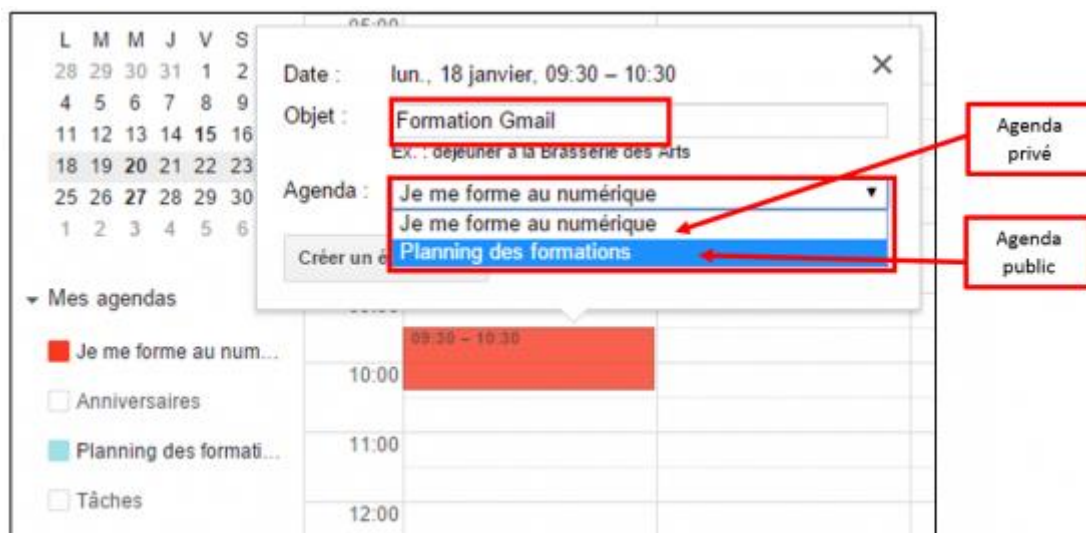 05:00
L M M J V S
28 29 30 31 1 2
4 5 6 7 8 9
11 12 13 14 15 16
18 19 20 21 22 23
25 26 27 28 29 30
1 2 3 4 5 6
Date : lun., 18 janvier, 09:30 – 10:30
Objet : Formation Gmail
Ex. : déjeuner à la Brasserie des Arts
Agenda : Je me forme au numérique
Je me forme au numérique
Planning des formations
Créer un é
Agenda
privé
Agenda
public
Mes agendas
Je me forme au num...
Anniversaires
Planning des formati...
Tâches
09:30 – 10:30
10:00
11:00
12:00